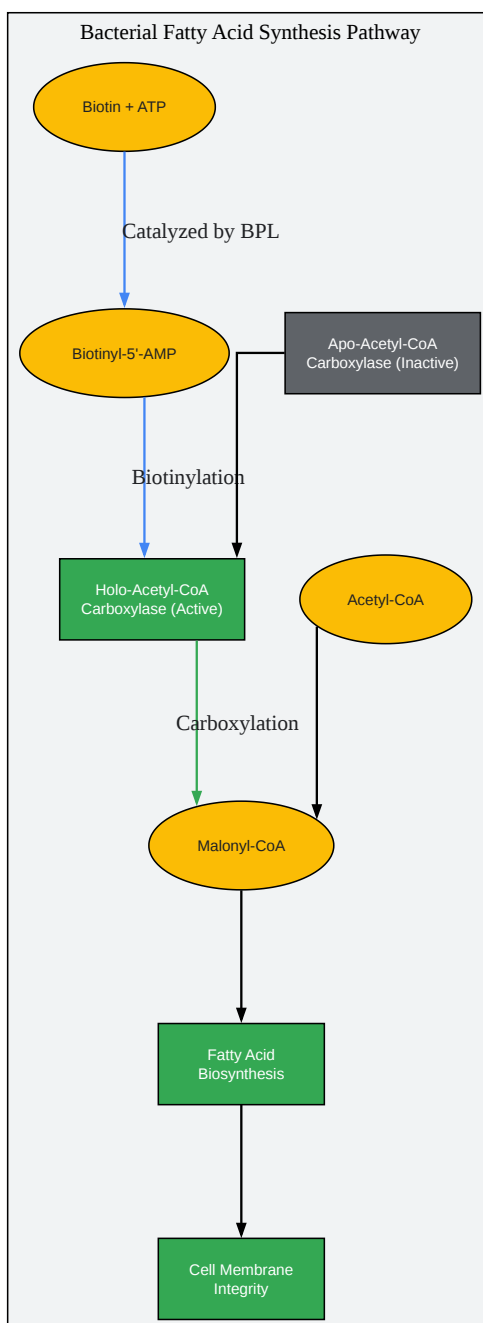 Bacterial Fatty Acid Synthesis Pathway
Biotin + ATP
Catalyzed by BPL
Biotinyl-5'-AMP
Apo-Acetyl-CoA
Carboxylase (Inactive)
Biotinylation
Holo-Acetyl-CoA
Carboxylase (Active)
Acetyl-CoA
Carboxylation
Malonyl-CoA
Fatty Acid
Biosynthesis
Cell Membrane
Integrity